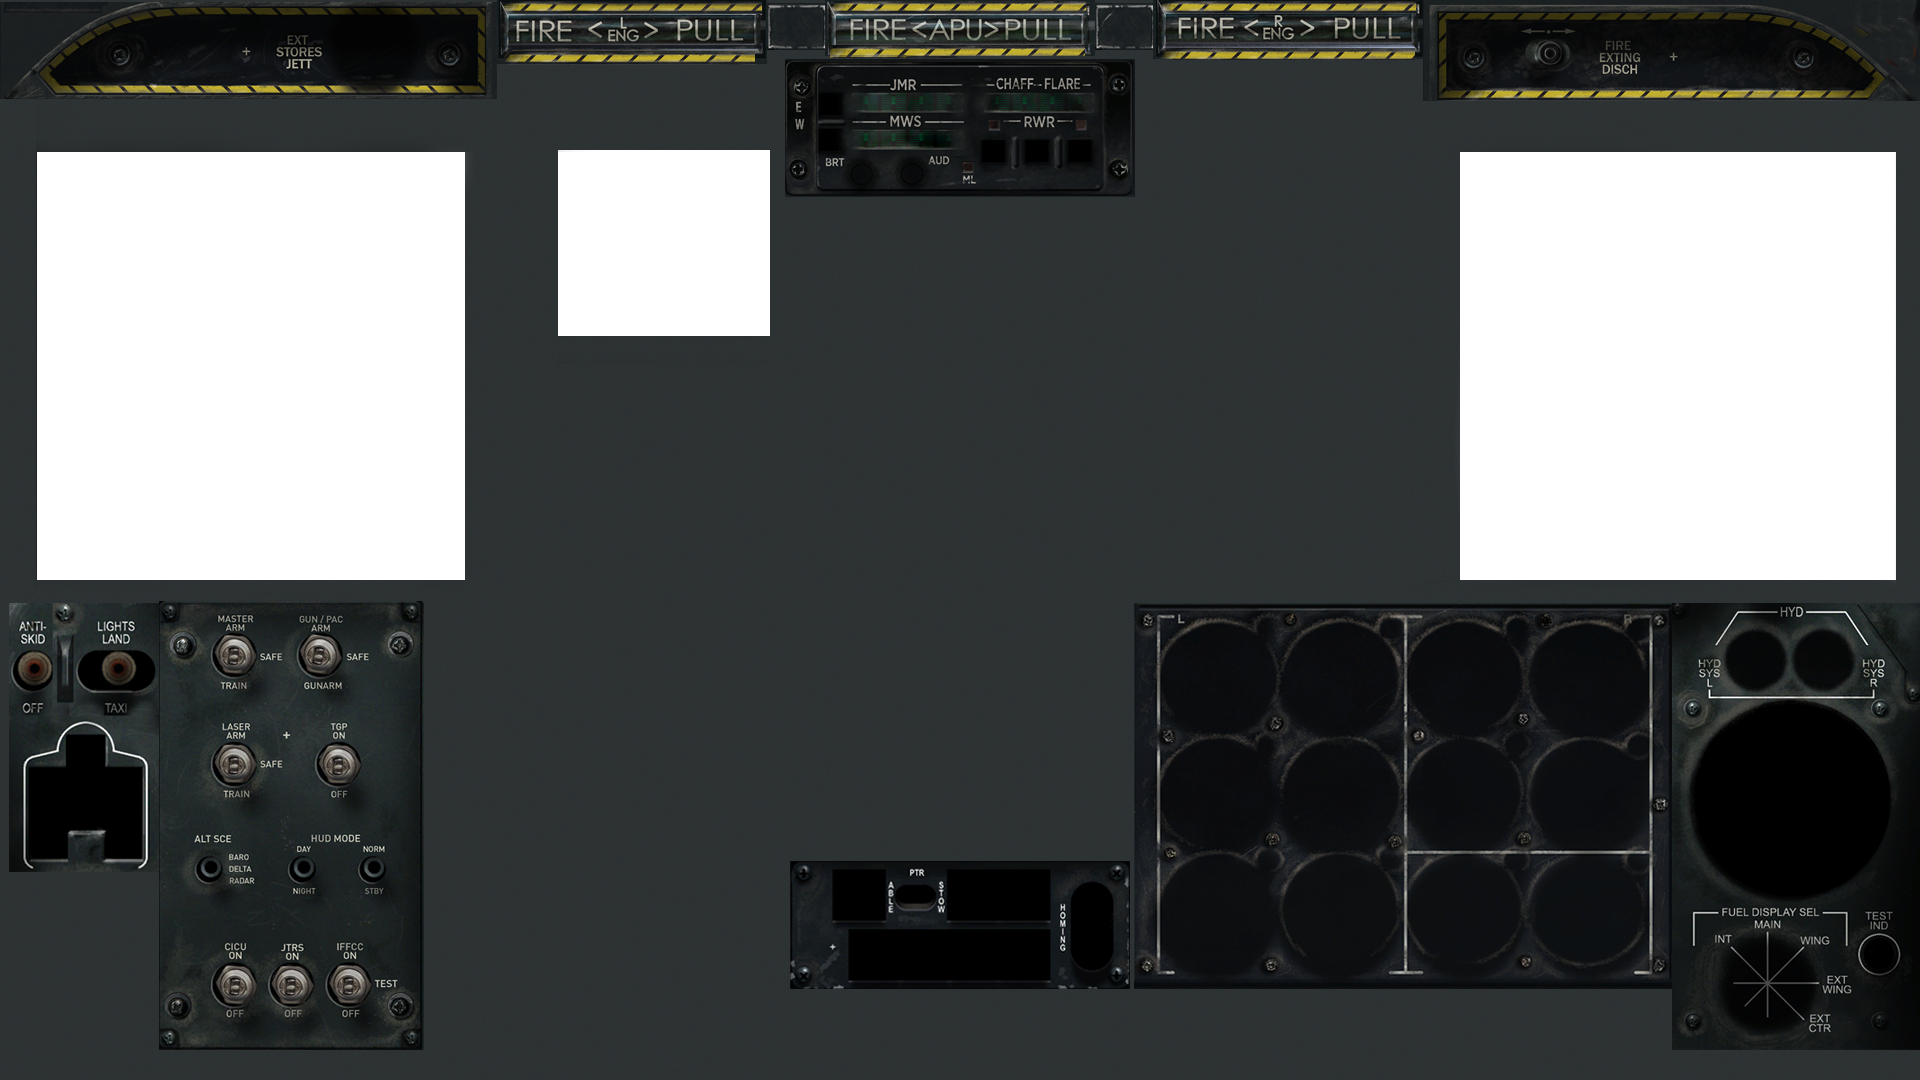 EXT
STORES
JETT
FIRE < L ENG > PULL
FIRE<APU>PULL
FIRE < R ENG > PULL
FIRE
EXTING
DISCH
EW
JMR
CHAFF--FLARE
MWS
RWR
BRT
AUD
ML
ANTI-
SKID
OFF
LIGHTS
LAND
TAXI
MASTER
ARM
SAFE
TRAIN
GUN / PAC
ARM
SAFE
GUNARM
LASER
ARM
SAFE
TRAIN
TGP
ON
OFF
ALT SCE
BARO
DELTA
RADAR
HUD MODE
DAY
NIGHT
NORM
STBY
CICU
ON
OFF
JTRS
ON
OFF
IFFCC
ON
TEST
OFF
PTR
ABLE
STOW
HOMING
L
R
HYD
HYD
SYS
L
HYD
SYS
R
FUEL DISPLAY SEL
MAIN
INT
WING
EXT
WING
EXT
CTR
TEST
IND